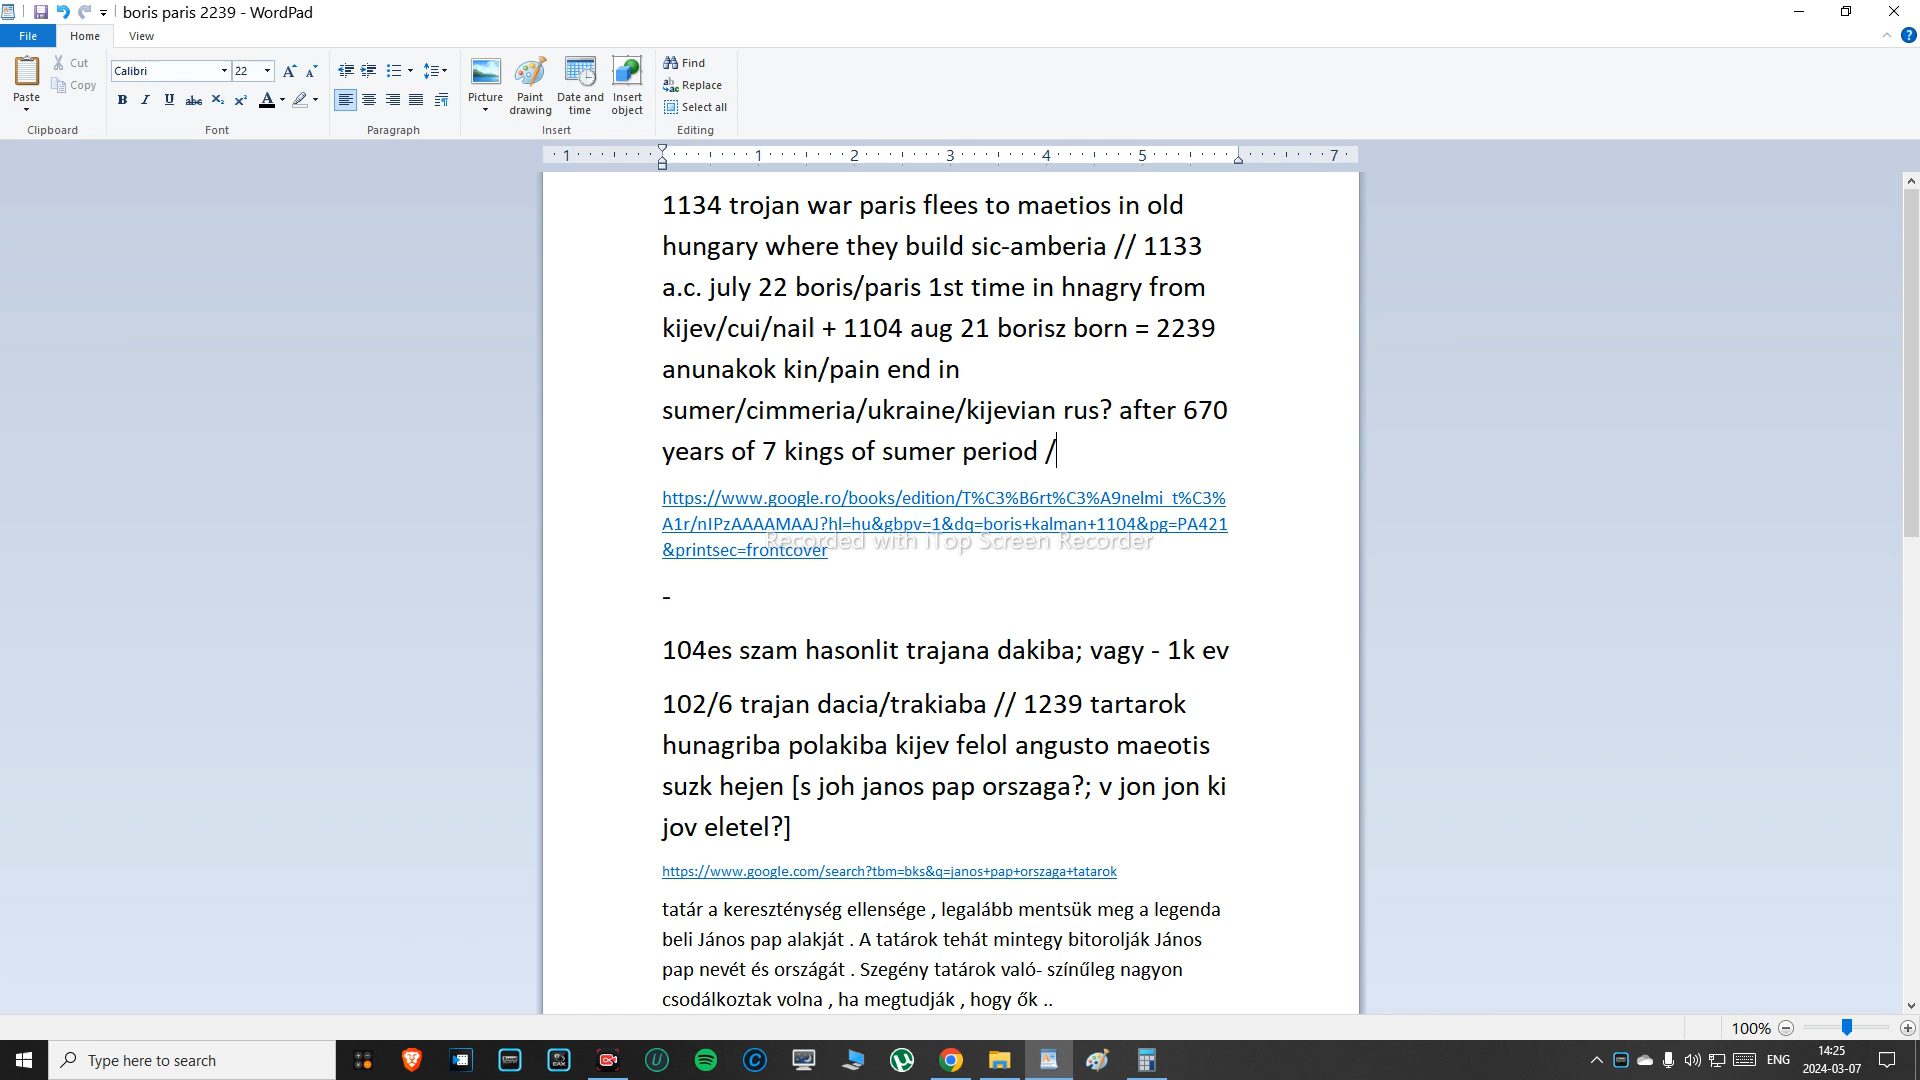 boris paris 2239 - WordPad
File Home View
Cut
Calibri 22 Find
Copy Replace
Paste Picture Paint drawing Date and time Insert object Select all
B I U abc X₂ X² A
Clipboard Font Paragraph Insert Editing
1 1 2 3 4 5 7
1134 trojan war paris flees to maetios in old
hungary where they build sic-amberia // 1133
a.c. july 22 boris/paris 1st time in hnagry from
kijev/cui/nail + 1104 aug 21 borisz born = 2239
anunakok kin/pain end in
sumer/cimmeria/ukraine/kijevian rus? after 670
years of 7 kings of sumer period /
https://www.google.ro/books/edition/T%C3%B6rt%C3%A9nelmi_t%C3%
A1r/nIPzAAAAMAAJ?hl=hu&gbpv=1&dq=boris+kalman+1104&pg=PA421
&printsec=frontcover
Recorded with iTop Screen Recorder
-
104es szam hasonlit trajana dakiba; vagy - 1k ev
102/6 trajan dacia/trakiaba // 1239 tartarok
hunagriba polakiba kijev felol angusto maeotis
suzk hejen [s joh janos pap orszaga?; v jon jon ki
jov eletel?]
https://www.google.com/search?tbm=bks&q=janos+pap+orszaga+tatarok
tatár a kereszténység ellensége , legalább mentsük meg a legenda
beli János pap alakját . A tatárok tehát mintegy bitorolják János
pap nevét és országát . Szegény tatárok való- színűleg nagyon
csodálkoztak volna , ha megtudják , hogy ők ..
100%
Type here to search
ENG
14:25
2024-03-07